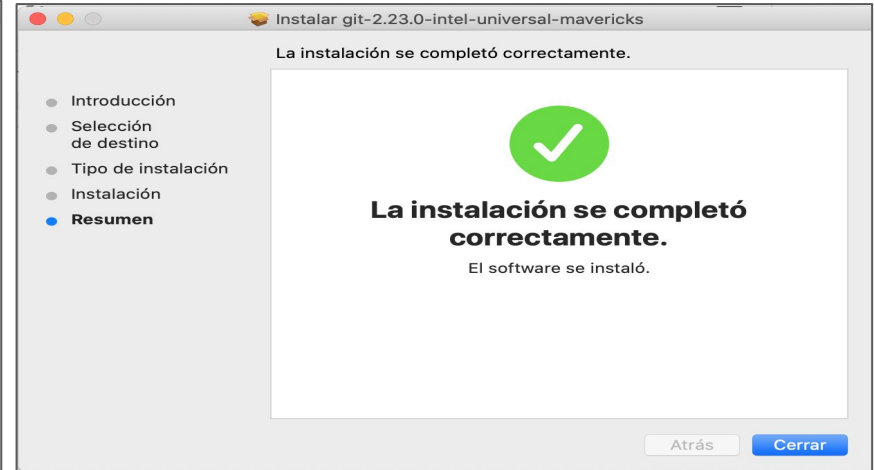 Instalar git-2.23.0-intel-universal-mavericks
La instalación se completó correctamente.
Introducción
Selección
de destino
Tipo de instalación
Instalación
Resumen
La instalación se completó
correctamente.
El software se instaló.
Atrás
Cerrar